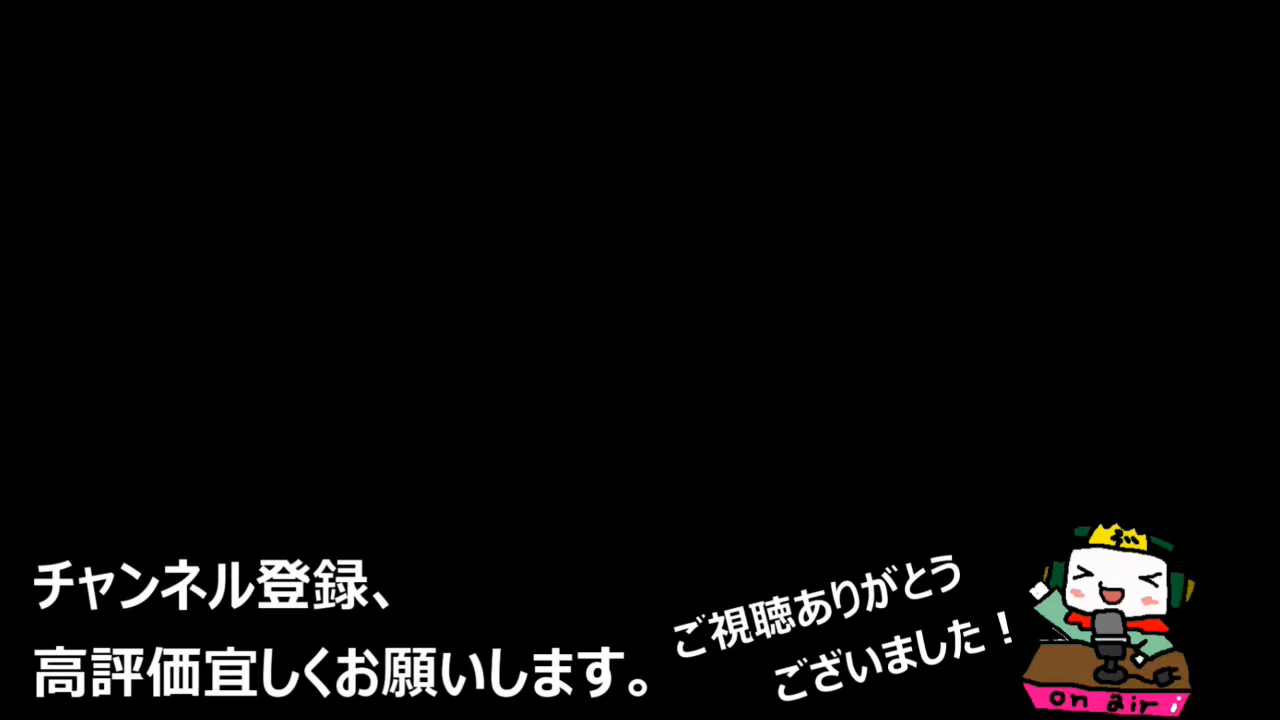 チャンネル登録、
高評価宜しくお願いします。
ご視聴ありがとう
ございました！
on air